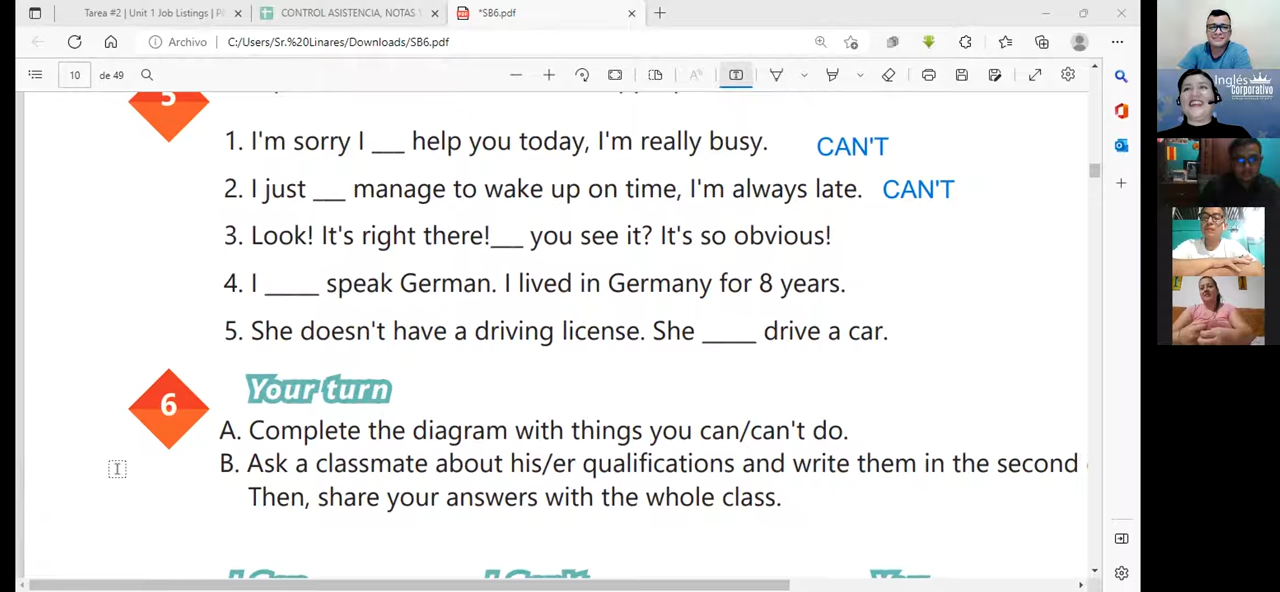 Tarea #2 | Unit 1 Job Listings | P
CONTROL ASISTENCIA, NOTAS
*SB6.pdf
Archivo
C:/Users/Sr.%20Linares/Downloads/SB6.pdf
10
de 49
5
1. I'm sorry I ___ help you today, I'm really busy. CAN'T
2. I just ___ manage to wake up on time, I'm always late. CAN'T
3. Look! It's right there!___ you see it? It's so obvious!
4. I _____ speak German. I lived in Germany for 8 years.
5. She doesn't have a driving license. She _____ drive a car.
6
Your turn
A. Complete the diagram with things you can/can't do.
B. Ask a classmate about his/er qualifications and write them in the second
Then, share your answers with the whole class.
I Can
I Can't
You
Inglés
Corporativo